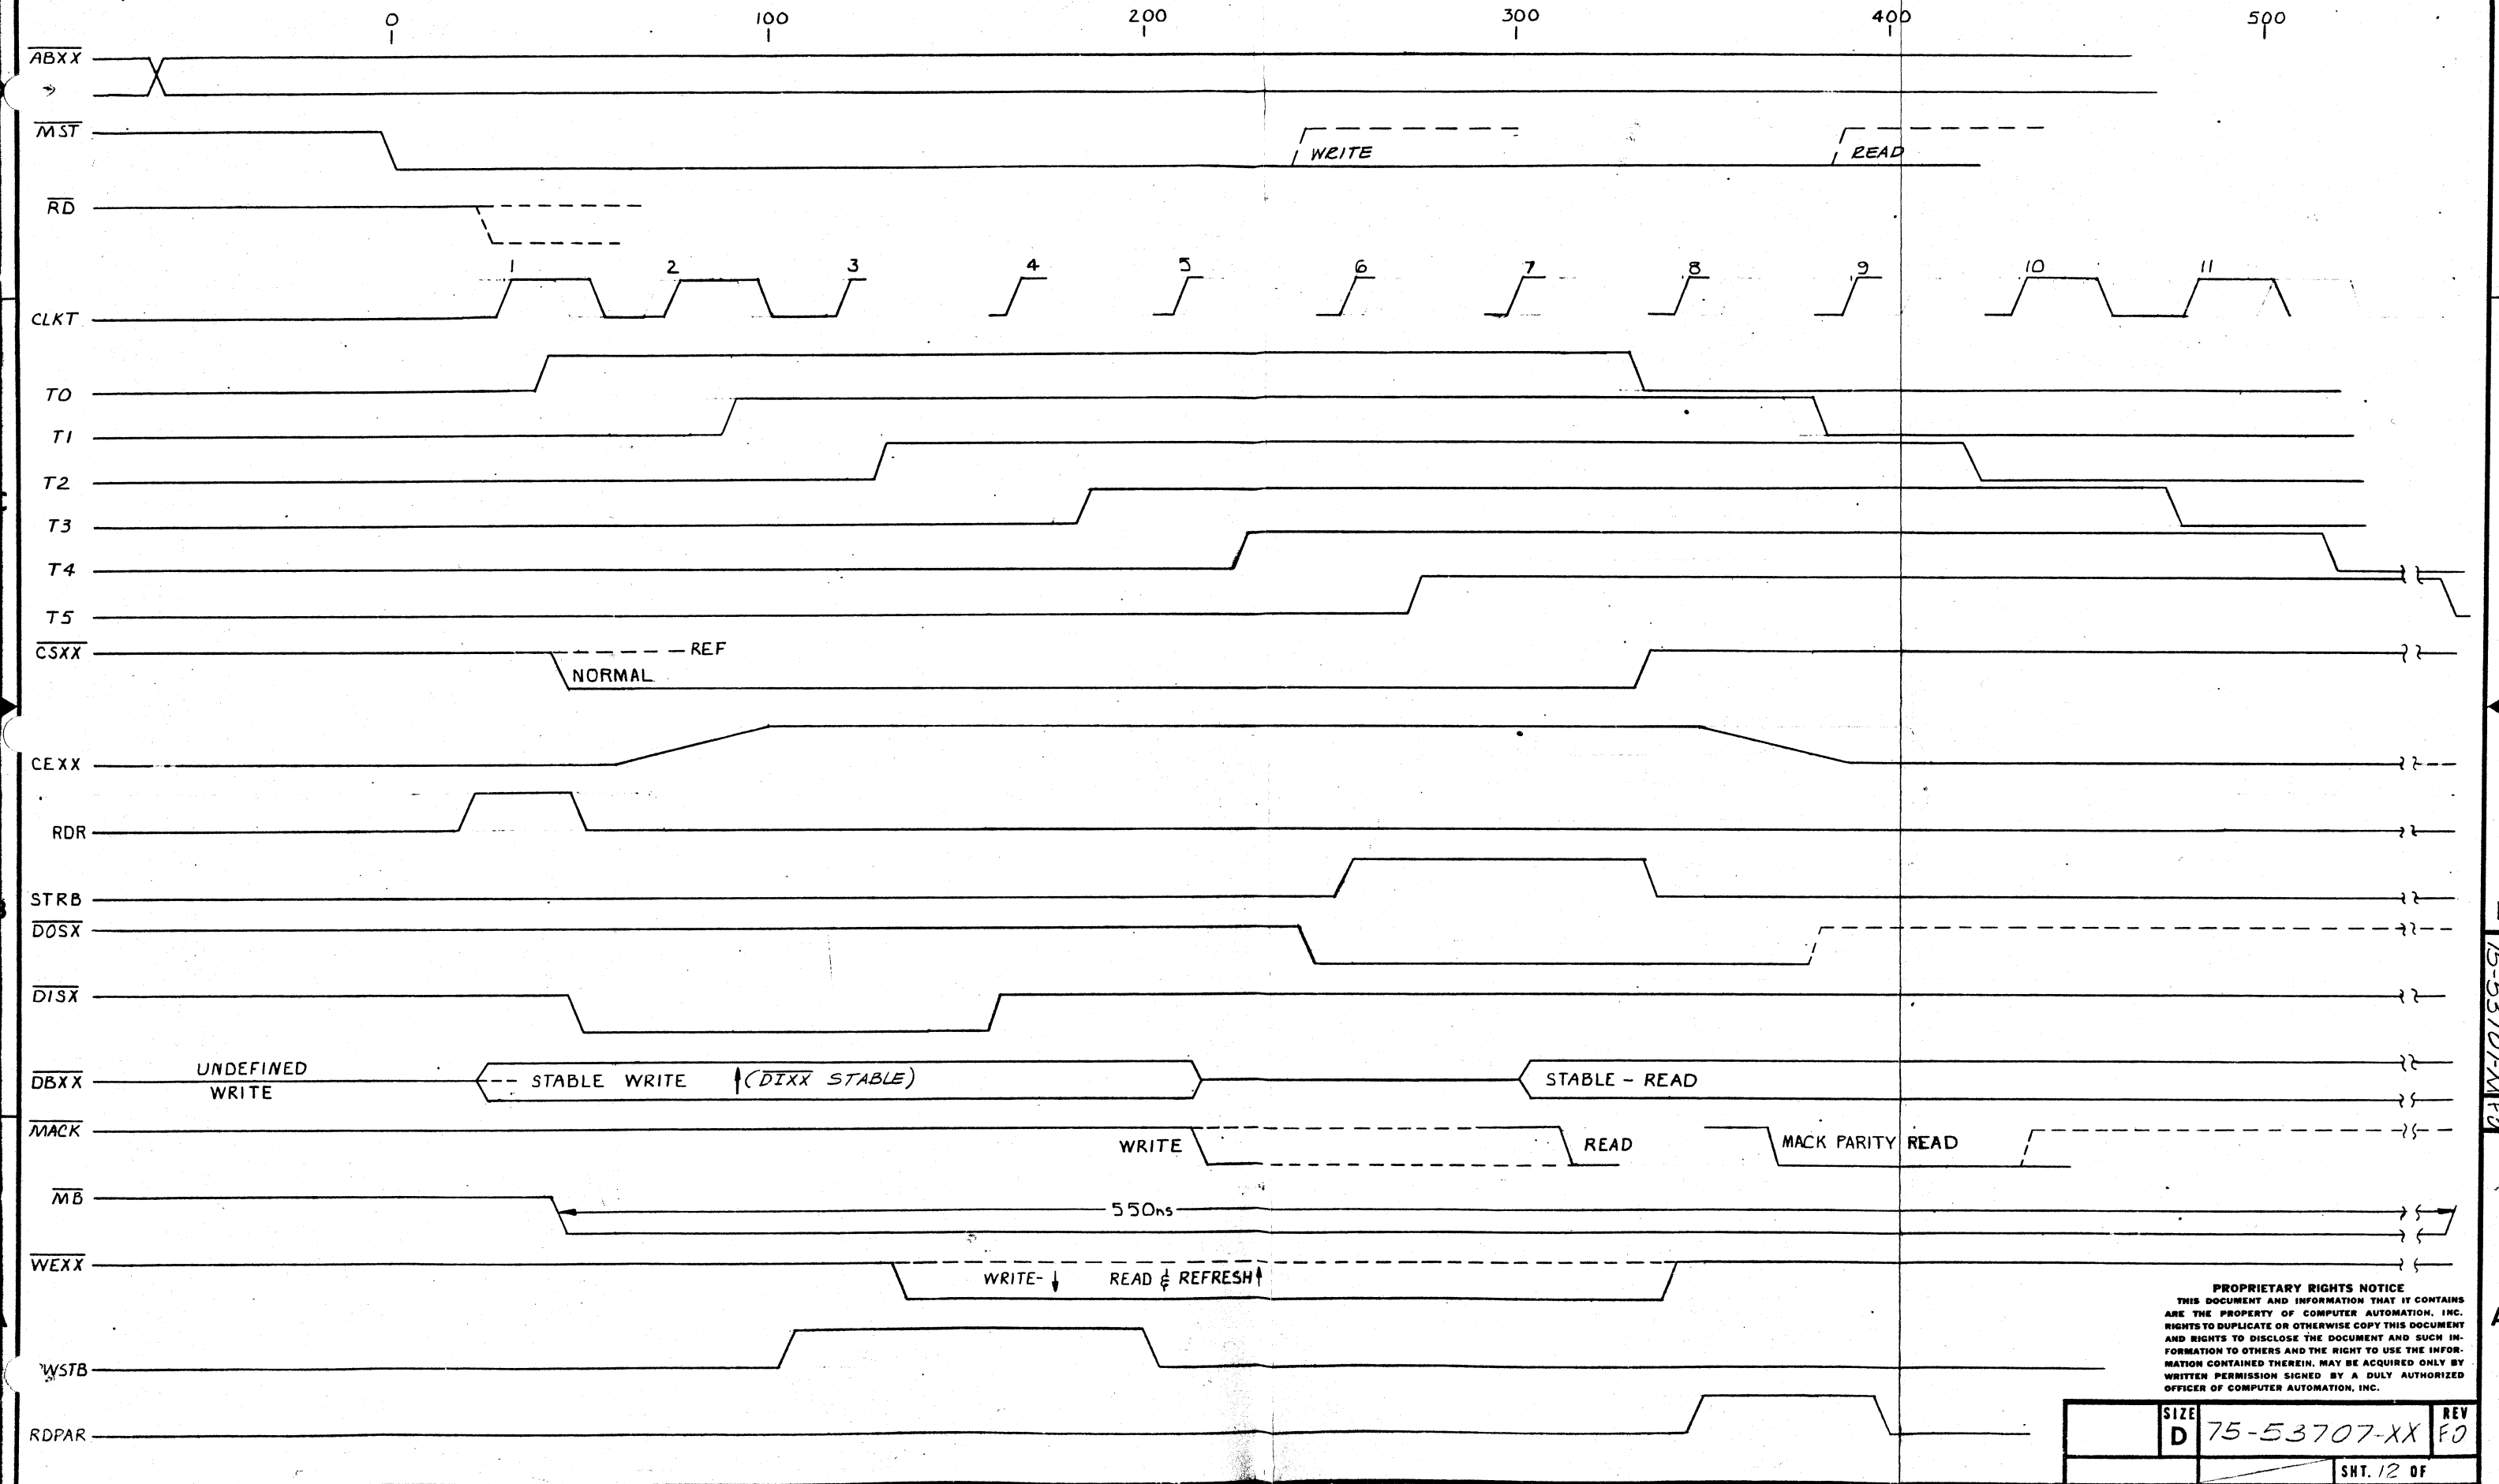 0 100 200 300 400 500
ABXX
MST
WRITE READ
RD
1 2 3 4 5 6 7 8 9 10 11
CLKT
T0
T1
T2
T3
T4
T5
CSXX
REF
NORMAL
CEXX
RDR
STRB
DOSX
DISX
UNDEFINED
DBXX
WRITE
STABLE WRITE ↑(DIXX STABLE)
STABLE - READ
MACK
WRITE READ MACK PARITY READ
MB
550ns
WEXX
WRITE-↓ READ & REFRESH↑
WSTB
RDPAR
PROPRIETARY RIGHTS NOTICE
THIS DOCUMENT AND INFORMATION THAT IT CONTAINS
ARE THE PROPERTY OF COMPUTER AUTOMATION, INC.
RIGHTS TO DUPLICATE OR OTHERWISE COPY THIS DOCUMENT
AND RIGHTS TO DISCLOSE THE DOCUMENT AND SUCH IN-
FORMATION TO OTHERS AND THE RIGHT TO USE THE INFOR-
MATION CONTAINED THEREIN, MAY BE ACQUIRED ONLY BY
WRITTEN PERMISSION SIGNED BY A DULY AUTHORIZED
OFFICER OF COMPUTER AUTOMATION, INC.
SIZE
D
75-53707-XX
REV
F0
SHT. 12 OF